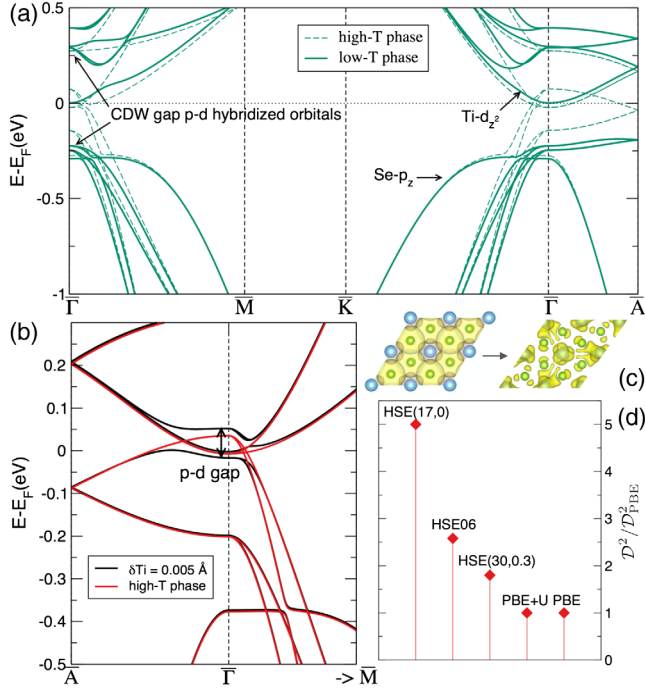 (a)
E-E_F(eV)
0.5
0
-0.5
-1
high-T phase
low-T phase
CDW gap p-d hybridized orbitals
Ti-d_{z^2}
Se-p_z
Γ̅ M̅ K̅ Γ̅ A̅
(b)
E-E_F(eV)
0.2
0.1
0
-0.1
-0.2
-0.3
-0.4
-0.5
p-d gap
δTi = 0.005 Å
high-T phase
A̅ Γ̅ -> M̅
(c)
(d)
HSE(17,0)
HSE06
HSE(30,0.3)
PBE+U PBE
5
4
3
2
1
0
𝒟²/𝒟²_PBE